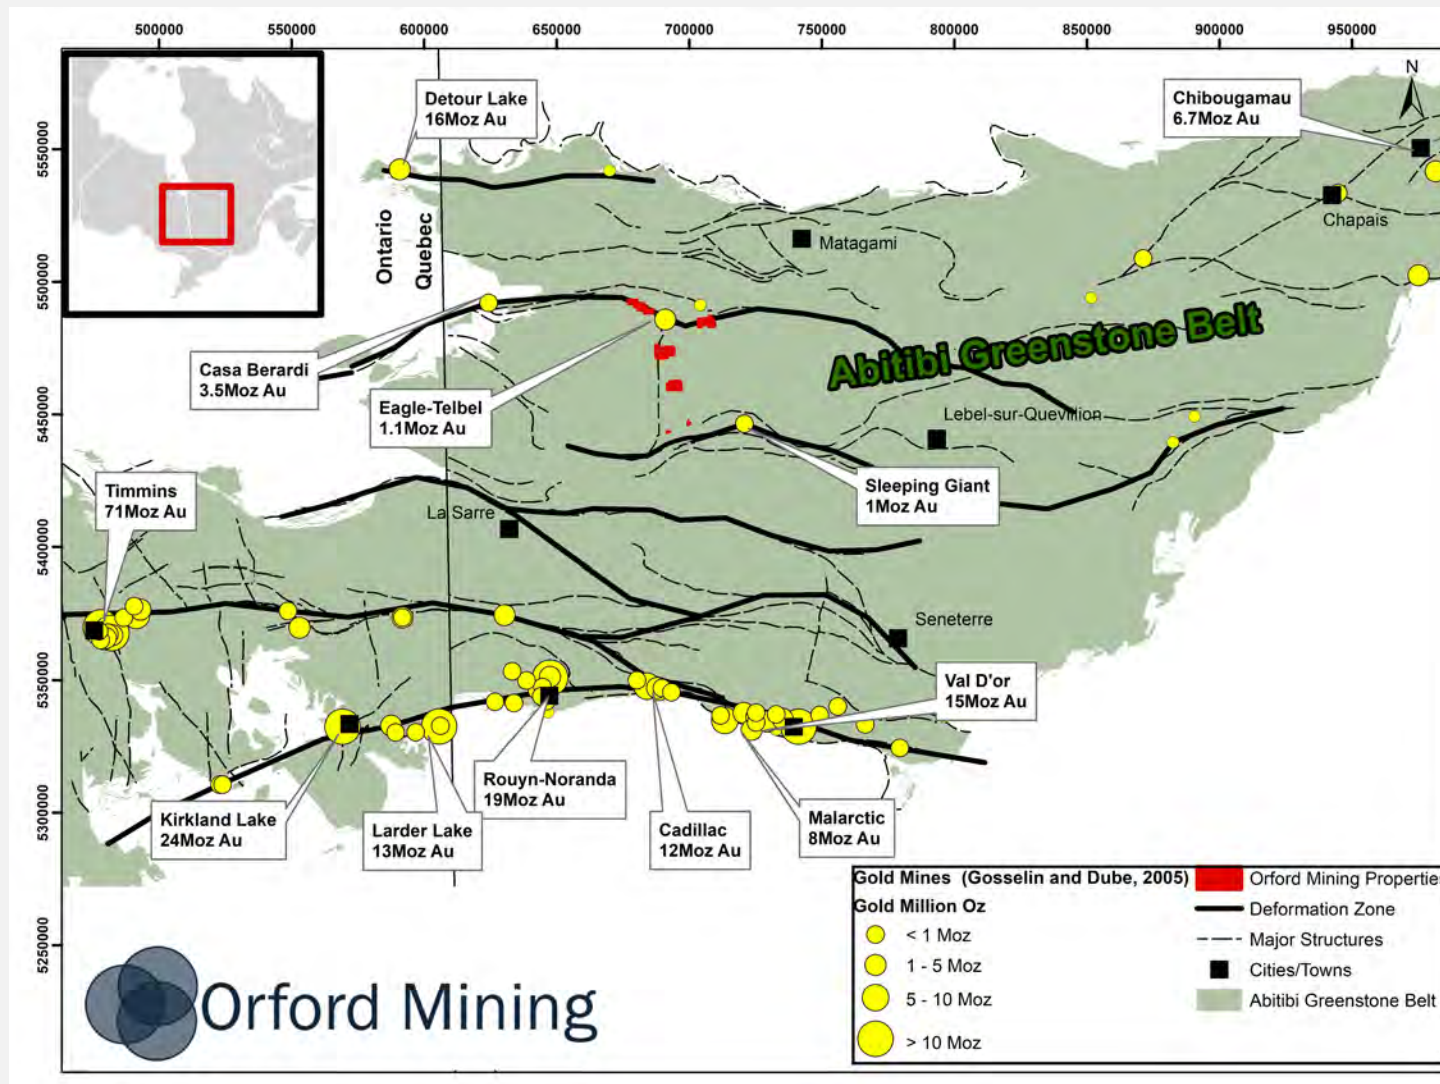 500000 550000 600000 650000 700000 750000 800000 850000 900000 950000
N
Detour Lake
16Moz Au
Chibougamau
6.7Moz Au
5500000
5500000
5450000
5400000
5350000
5300000
5250000
Ontario
Quebec
Matagami
Chapais
Abitibi Greenstone Belt
Casa Berardi
3.5Moz Au
Eagle-Telbel
1.1Moz Au
Lebel-sur-Quevillion
Sleeping Giant
1Moz Au
Timmins
71Moz Au
La Sarre
Seneterre
Val D'or
15Moz Au
Rouyn-Noranda
19Moz Au
Kirkland Lake
24Moz Au
Larder Lake
13Moz Au
Cadillac
12Moz Au
Malarctic
8Moz Au
Gold Mines (Gosselin and Dube, 2005)
Gold Million Oz
< 1 Moz
1 - 5 Moz
5 - 10 Moz
> 10 Moz
Orford Mining Propertie
Deformation Zone
Major Structures
Cities/Towns
Abitibi Greenstone Belt
Orford Mining